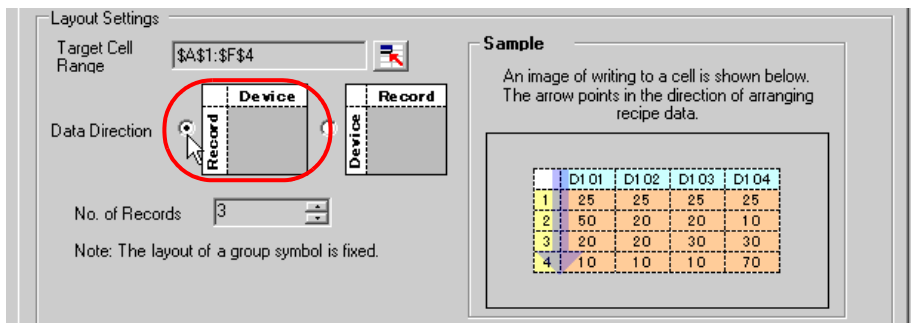 Layout Settings
Target Cell
Range
$A$1:$F$4
Data Direction
Device
Record
Record
Device
No. of Records
3
Note: The layout of a group symbol is fixed.
Sample
An image of writing to a cell is shown below.
The arrow points in the direction of arranging
recipe data.
D101 D102 D103 D104
1 25 25 25 25
2 50 20 20 10
3 20 20 30 30
4 10 10 10 70